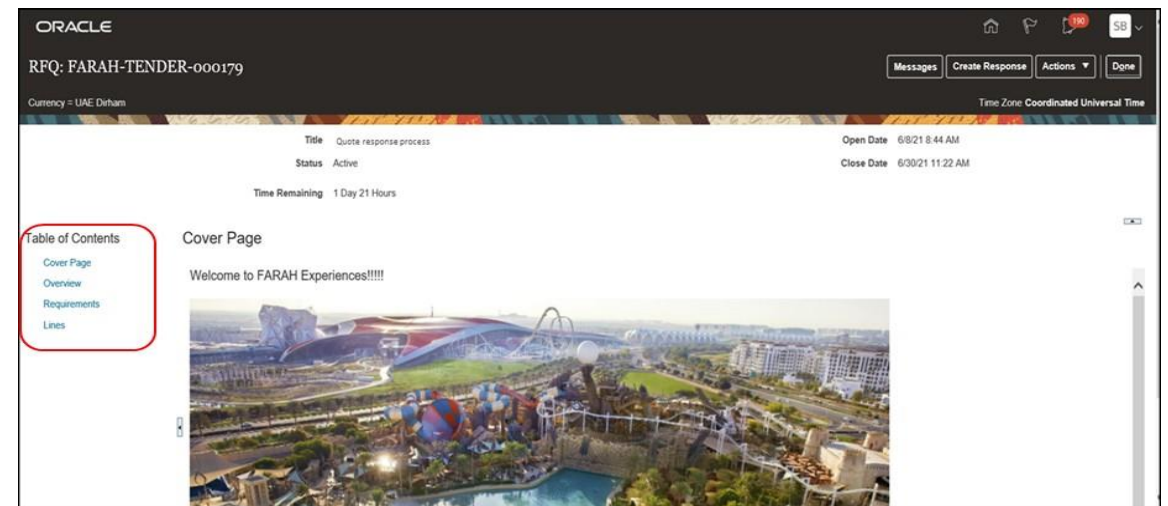 ORACLE
190
SB
RFQ: FARAH-TENDER-000179
Messages Create Response Actions Done
Currency = UAE Dirham
Time Zone Coordinated Universal Time
Title Quote response process
Open Date 6/8/21 8:44 AM
Status Active
Close Date 6/30/21 11:22 AM
Time Remaining 1 Day 21 Hours
Table of Contents
Cover Page
Overview
Requirements
Lines
Cover Page
Welcome to FARAH Experiences!!!!!